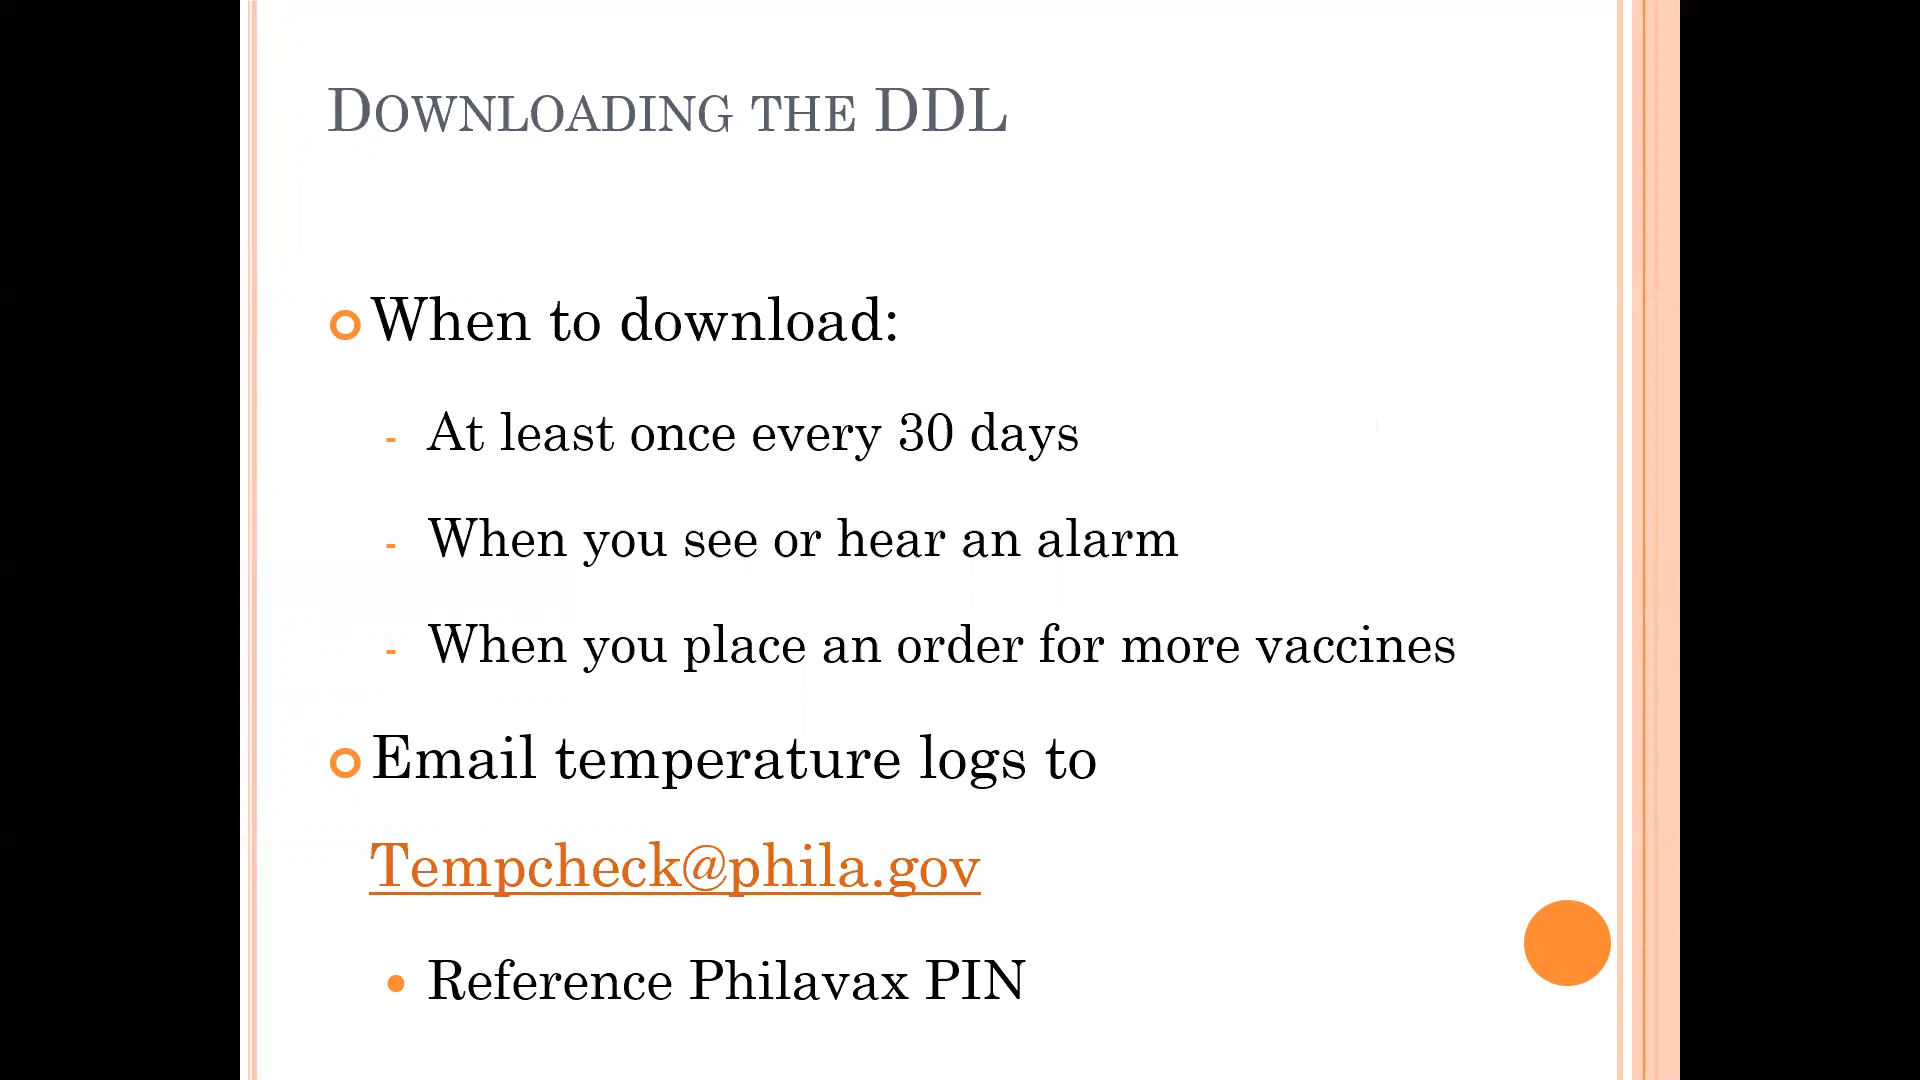 DOWNLOADING THE DDL
When to download:
- At least once every 30 days
- When you see or hear an alarm
- When you place an order for more vaccines
Email temperature logs to
Tempcheck@phila.gov
• Reference Philavax PIN